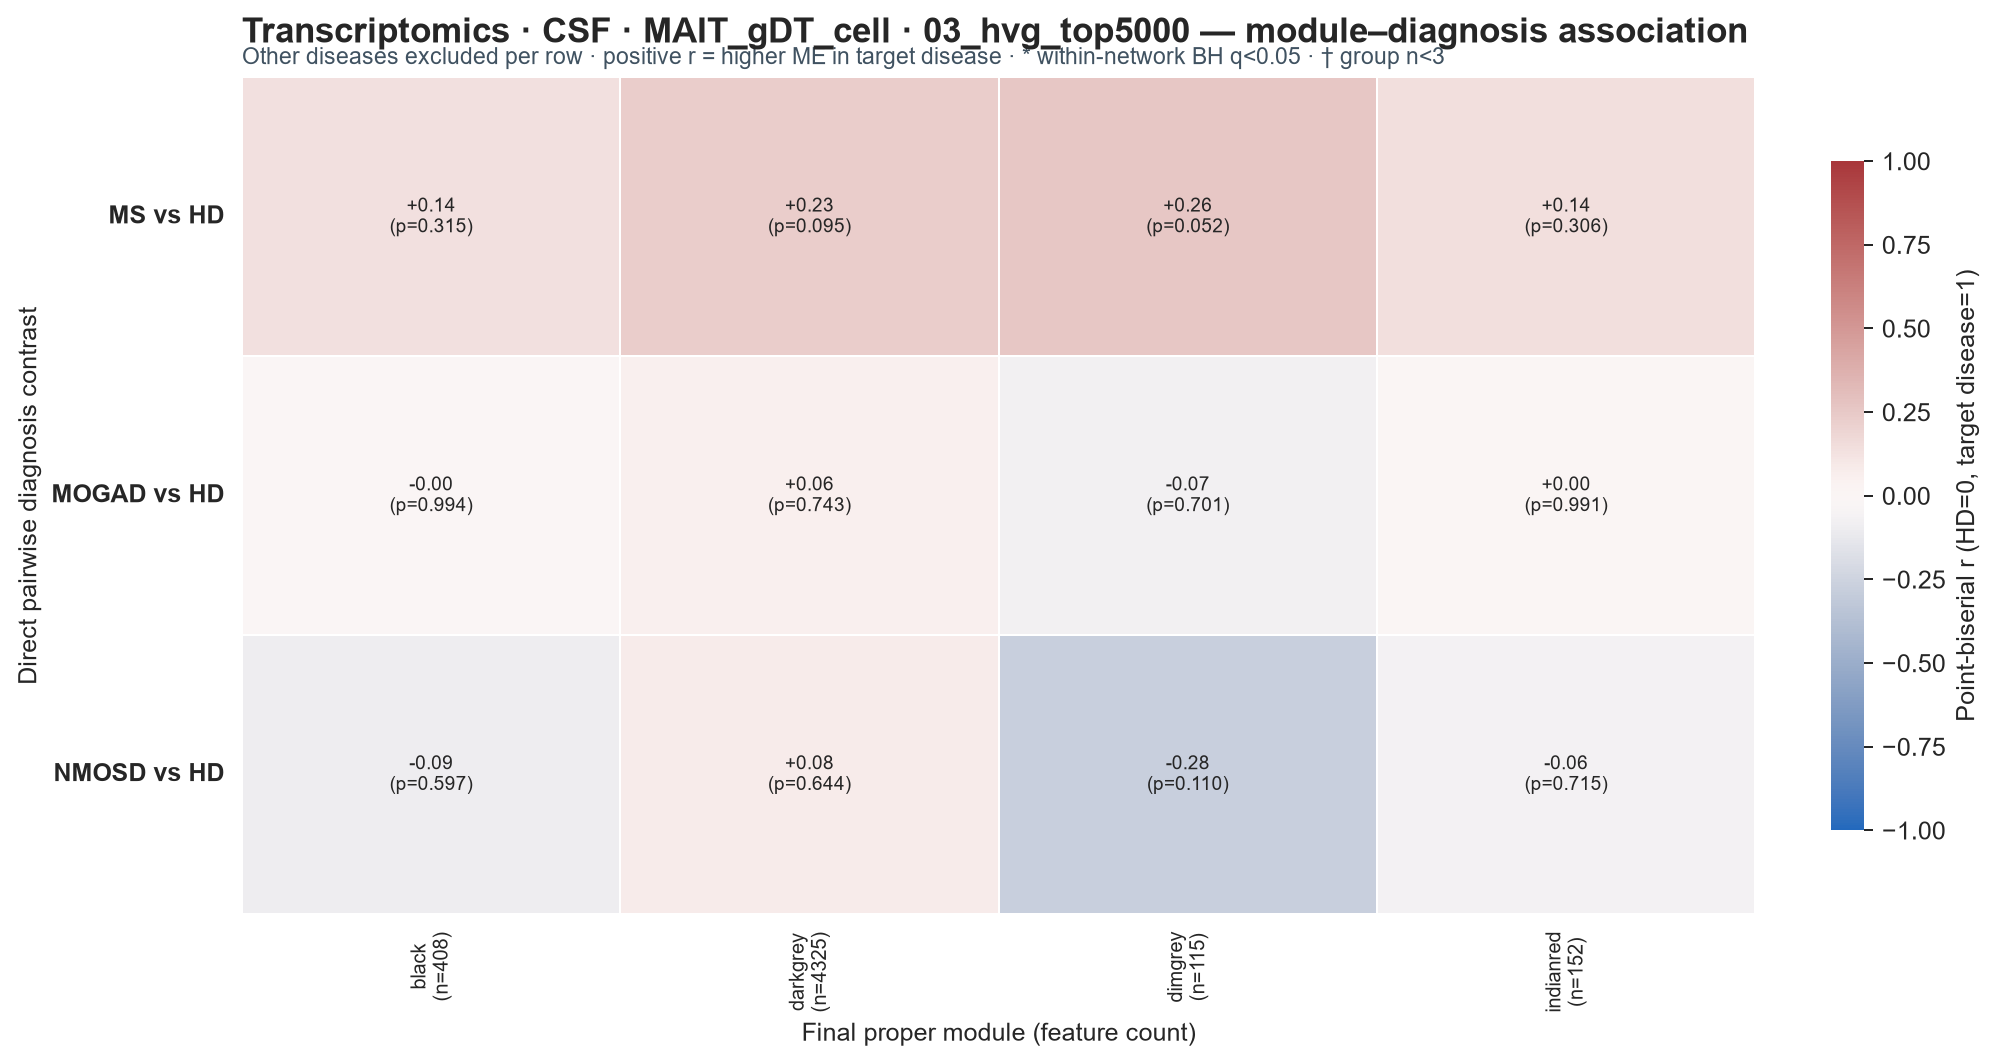 Transcriptomics · CSF · MAIT_gDT_cell · 03_hvg_top5000 — module–diagnosis association
Other diseases excluded per row · positive r = higher ME in target disease · * within-network BH q<0.05 · † group n<3
Direct pairwise diagnosis contrast
MS vs HD
+0.14
(p=0.315)
+0.23
(p=0.095)
+0.26
(p=0.052)
+0.14
(p=0.306)
MOGAD vs HD
-0.00
(p=0.994)
+0.06
(p=0.743)
-0.07
(p=0.701)
+0.00
(p=0.991)
NMOSD vs HD
-0.09
(p=0.597)
+0.08
(p=0.644)
-0.28
(p=0.110)
-0.06
(p=0.715)
black
(n=408)
darkgrey
(n=4325)
dimgrey
(n=115)
indianred
(n=152)
Final proper module (feature count)
1.00
0.75
0.50
0.25
0.00
−0.25
−0.50
−0.75
−1.00
Point-biserial r (HD=0, target disease=1)